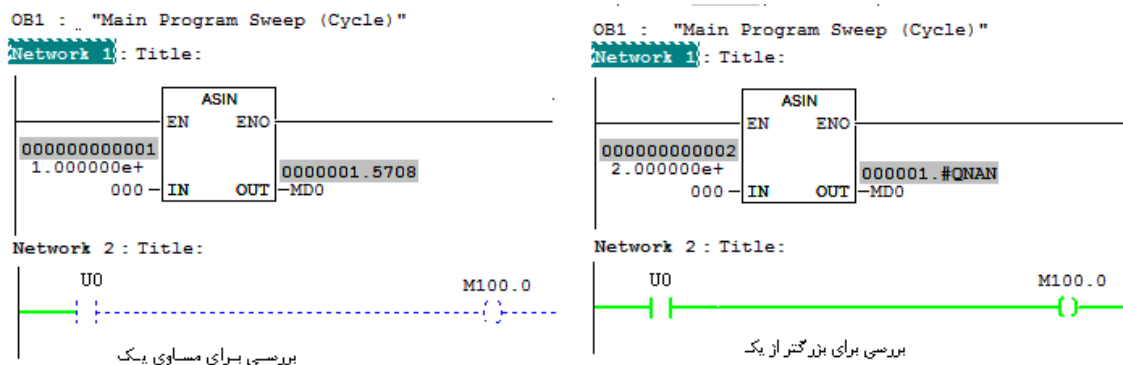 OB1 : "Main Program Sweep (Cycle)"
Network 1: Title:
ASIN
EN ENO
000000000001
1.000000e+
000
IN OUT
0000001.5708
MD0
Network 2 : Title:
UO
M100.0
بررسی برای مساوی یک
OB1 : "Main Program Sweep (Cycle)"
Network 1: Title:
ASIN
EN ENO
000000000002
2.000000e+
000
IN OUT
000001.#QNAN
MD0
Network 2 : Title:
UO
M100.0
بررسی برای بزرگتر از یک